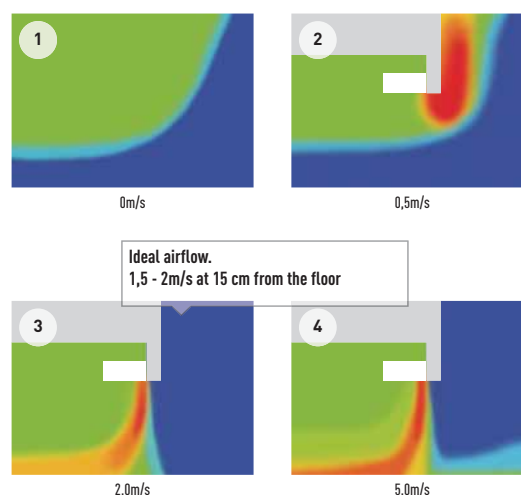 1
2
0m/s
0,5m/s
Ideal airflow.
1,5 - 2m/s at 15 cm from the floor
3
4
2.0m/s
5.0m/s